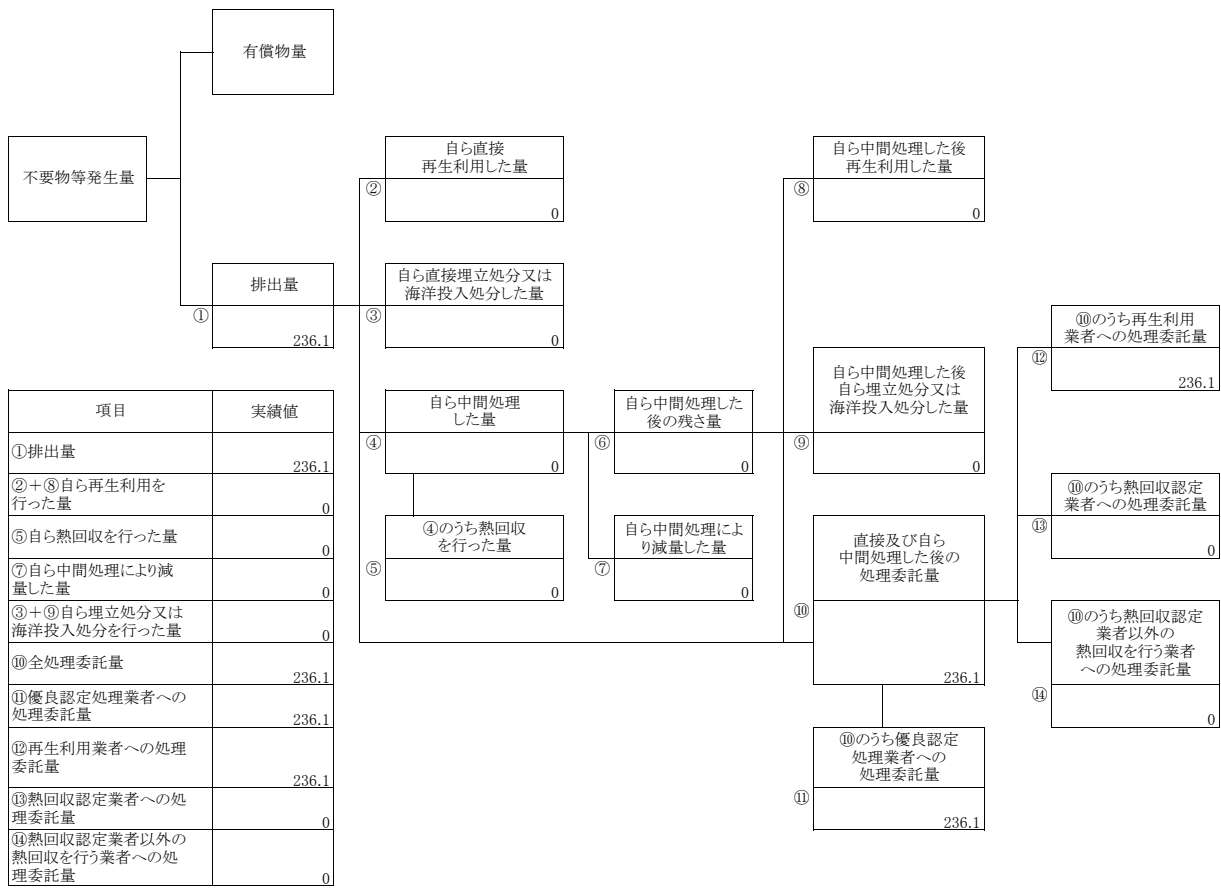 有償物量
不要物等発生量
排出量
①
236.1
自ら直接
再生利用した量
②
0
自ら直接埋立処分又は
海洋投入処分した量
③
0
自ら中間処理
した量
④
0
④のうち熱回収
を行った量
⑤
0
自ら中間処理した
後の残さ量
⑥
0
自ら中間処理によ
り減量した量
⑦
0
自ら中間処理した後
再生利用した量
⑧
0
自ら中間処理した後
自ら埋立処分又は
海洋投入処分した量
⑨
0
直接及び自ら
中間処理した後の
処理委託量
⑩
236.1
⑩のうち優良認定
処理業者への
処理委託量
⑪
236.1
⑩のうち再生利用
業者への処理委託量
⑫
236.1
⑩のうち熱回収認定
業者への処理委託量
⑬
0
⑩のうち熱回収認定
業者以外の
熱回収を行う業者
への処理委託量
⑭
0
項目 実績値
①排出量
236.1
②+⑧自ら再生利用を
行った量
0
⑤自ら熱回収を行った量
0
⑦自ら中間処理により減
量した量
0
③+⑨自ら埋立処分又は
海洋投入処分を行った量
0
⑩全処理委託量
236.1
⑪優良認定処理業者への
処理委託量
236.1
⑫再生利用業者への処理
委託量
236.1
⑬熱回収認定業者への処
理委託量
0
⑭熱回収認定業者以外の
熱回収を行う業者への処
理委託量
0